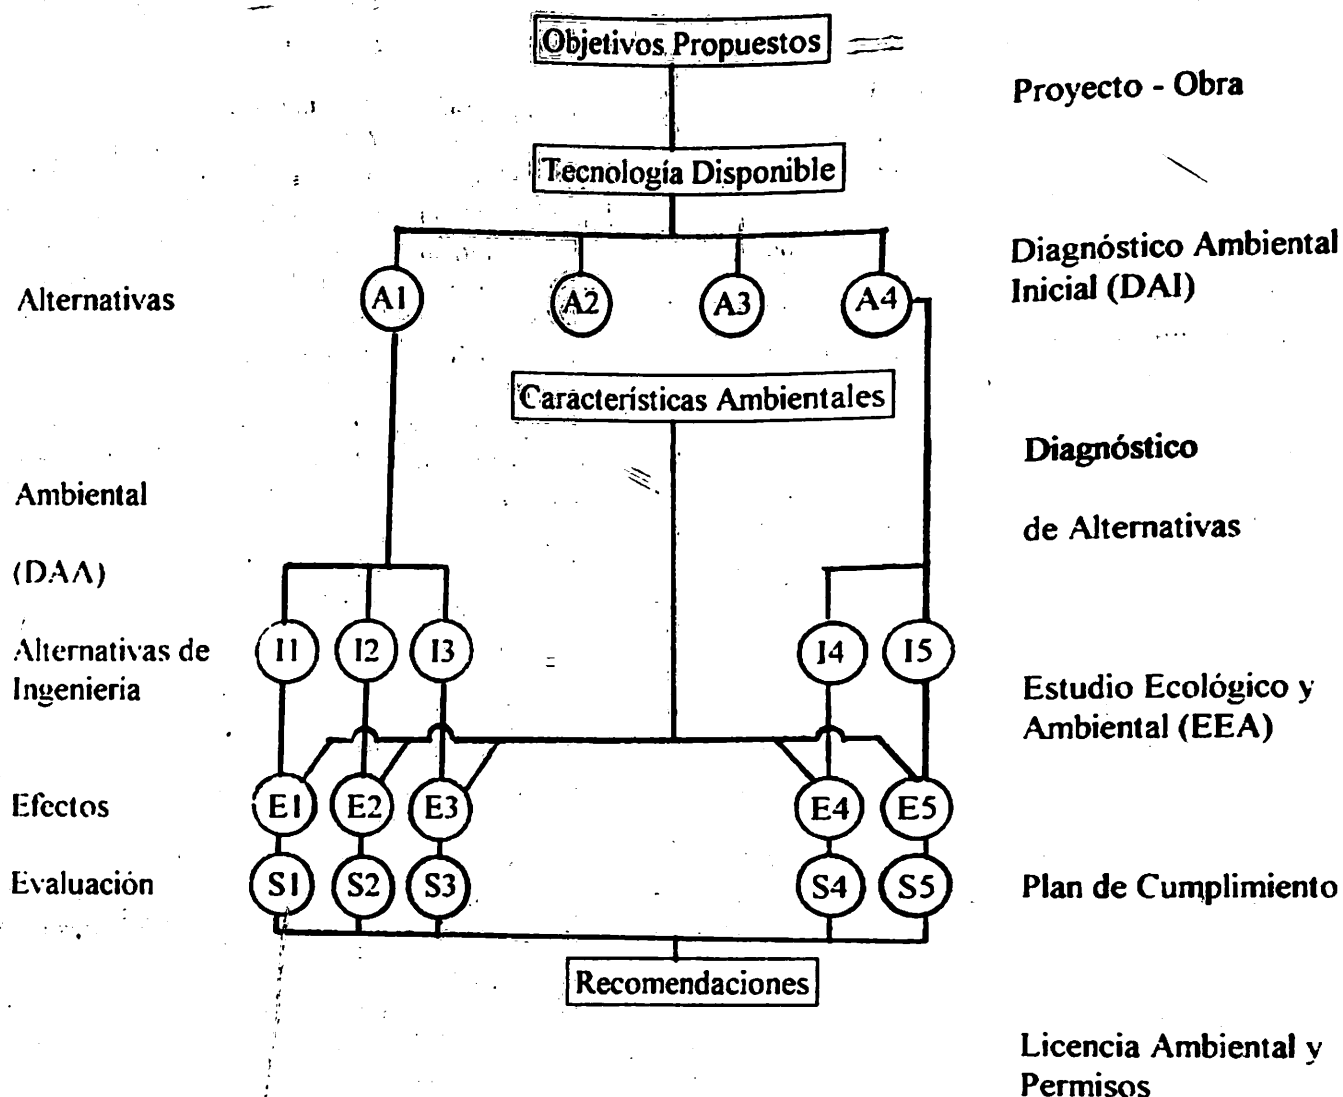 Objetivos Propuestos
Proyecto - Obra
Tecnología Disponible
Diagnóstico Ambiental
Inicial (DAI)
Alternativas
A1
A2
A3
A4
Características Ambientales
Diagnóstico
Ambiental
de Alternativas
(DAA)
Alternativas de
Ingenieria
I1
I2
I3
I4
I5
Estudio Ecológico y
Ambiental (EEA)
Efectos
E1
E2
E3
E4
E5
Evaluación
S1
S2
S3
S4
S5
Plan de Cumplimiento
Recomendaciones
Licencia Ambiental y
Permisos